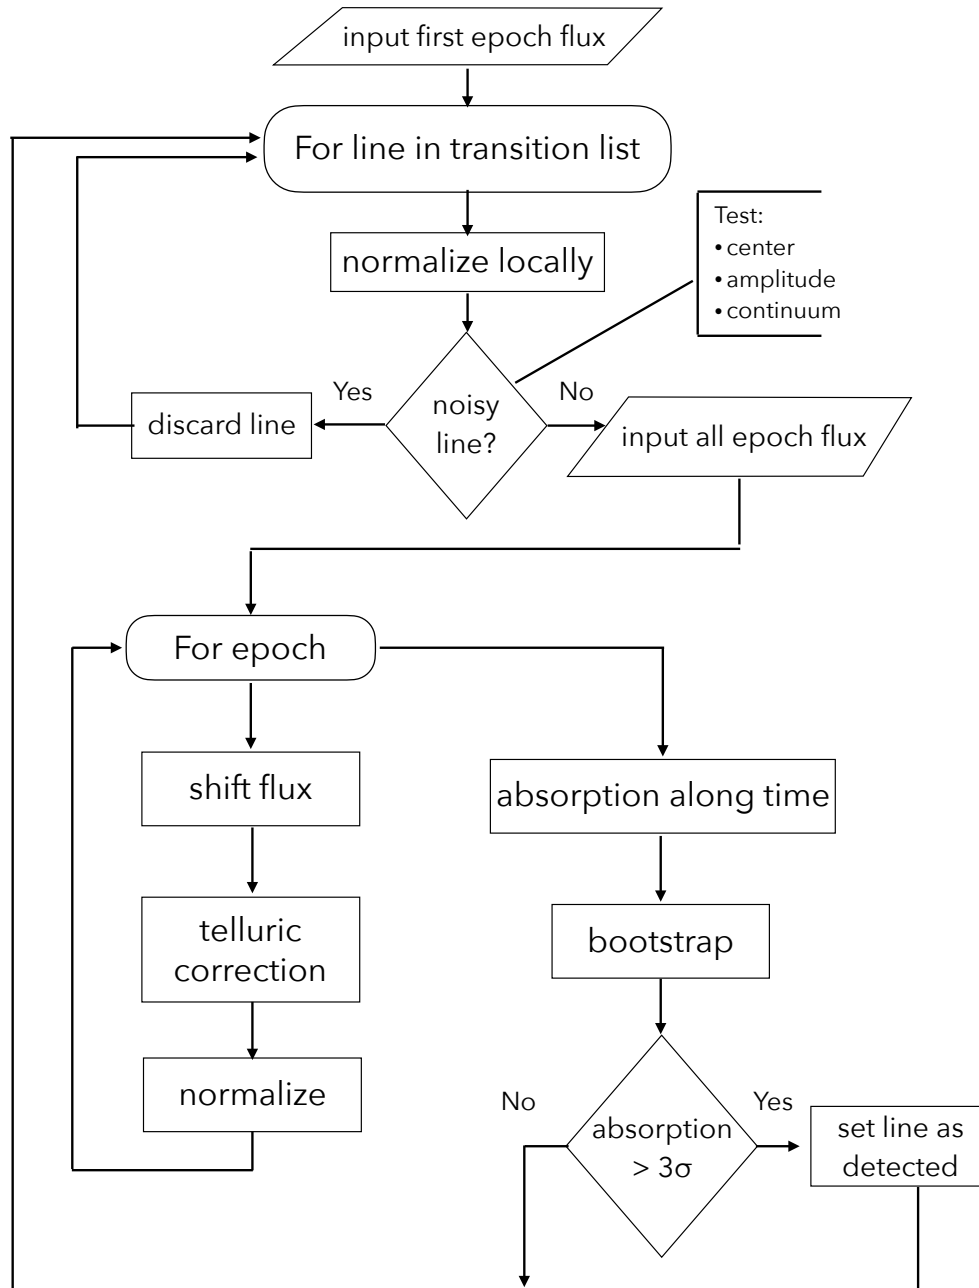 input first epoch flux
For line in transition list
normalize locally
Test:
• center
• amplitude
• continuum
Yes
No
discard line
noisy
line?
input all epoch flux
For epoch
shift flux
absorption along time
telluric
correction
bootstrap
normalize
No
Yes
absorption
> 3σ
set line as
detected